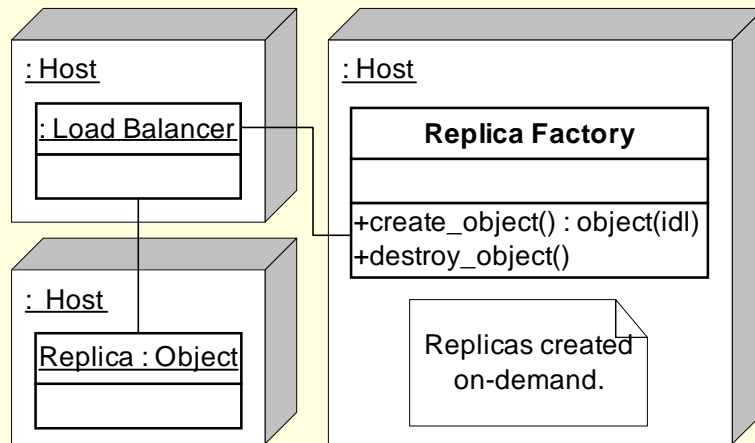 : Host
: Load Balancer
: Host
Replica : Object
: Host
Replica Factory
+create_object() : object(idl)
+destroy_object()
Replicas created
on-demand.